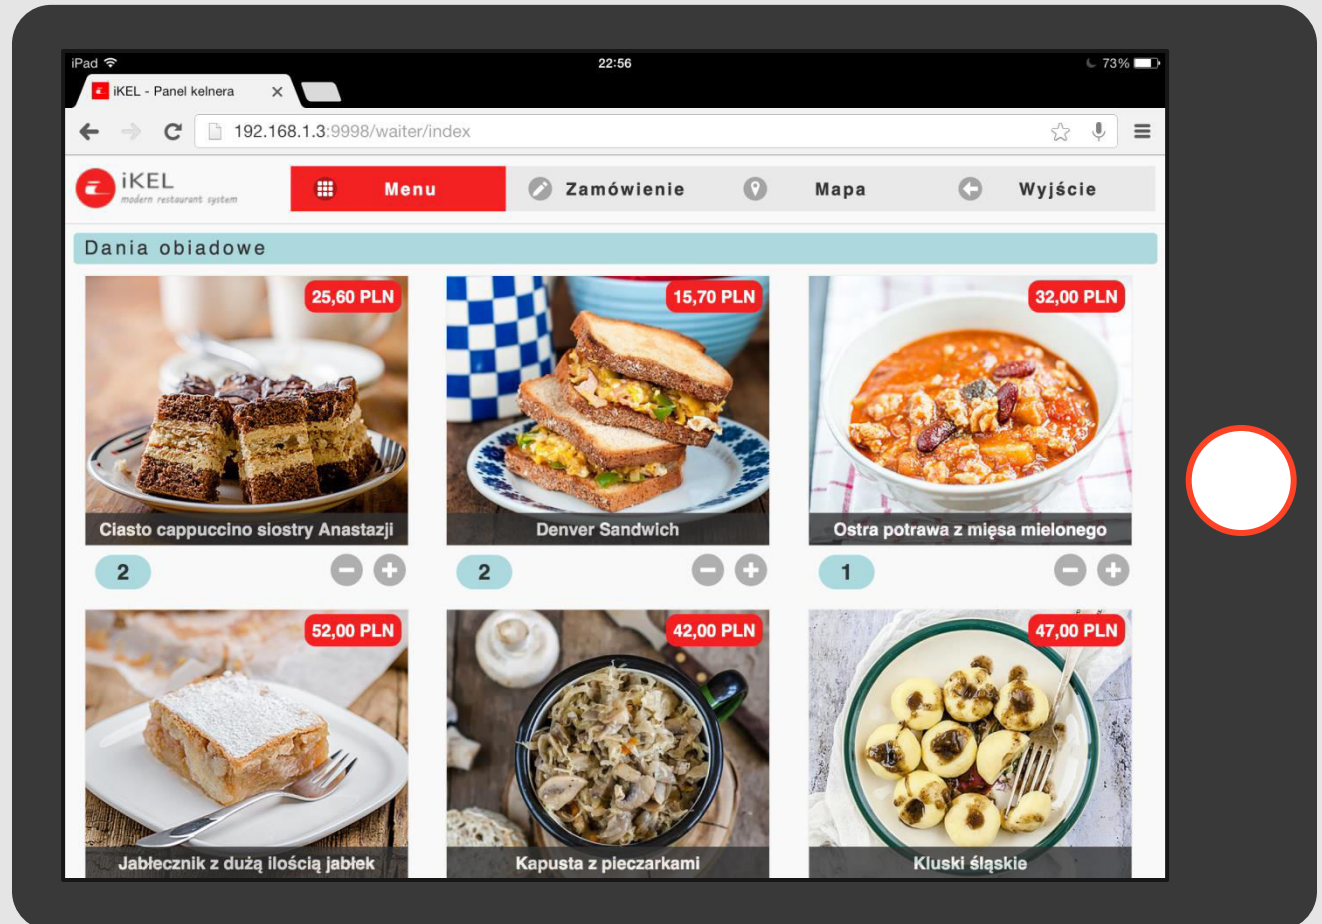 iPad 22:56 73%
iKEL - Panel kelnera
192.168.1.3:9998/waiter/index
iKEL
modern restaurant system
Menu Zamówienie Mapa Wyjście
Dania obiadowe
25,60 PLN 15,70 PLN 32,00 PLN
Ciasto cappuccino siostry Anastazji Denver Sandwich Ostra potrawa z mięsa mielonego
2 2 1
52,00 PLN 42,00 PLN 47,00 PLN
Jabłecznik z dużą ilością jabłek Kapusta z pieczarkami Kluski śląskie